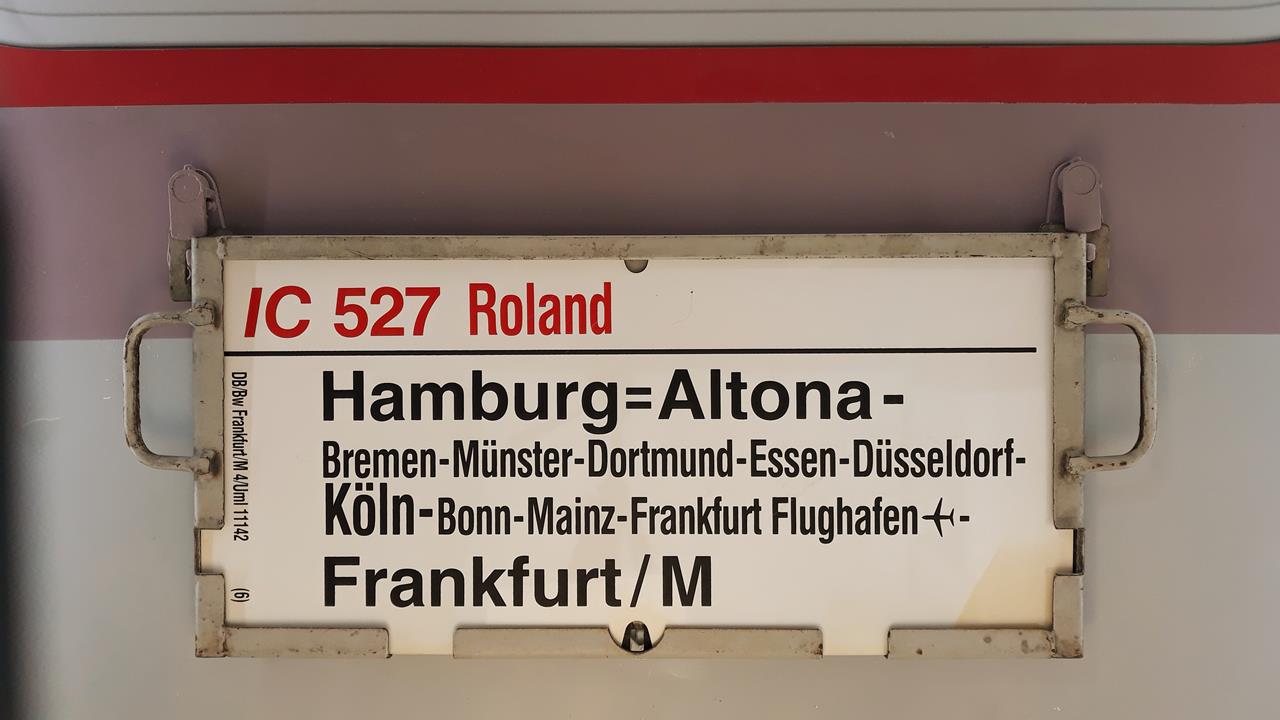 IC 527 Roland
Hamburg=Altona-
Bremen-Münster-Dortmund-Essen-Düsseldorf-
Köln-Bonn-Mainz-Frankfurt Flughafen✈-
Frankfurt/M
DB/Bw Frankfurt/M 4/Uml 11142 (6)